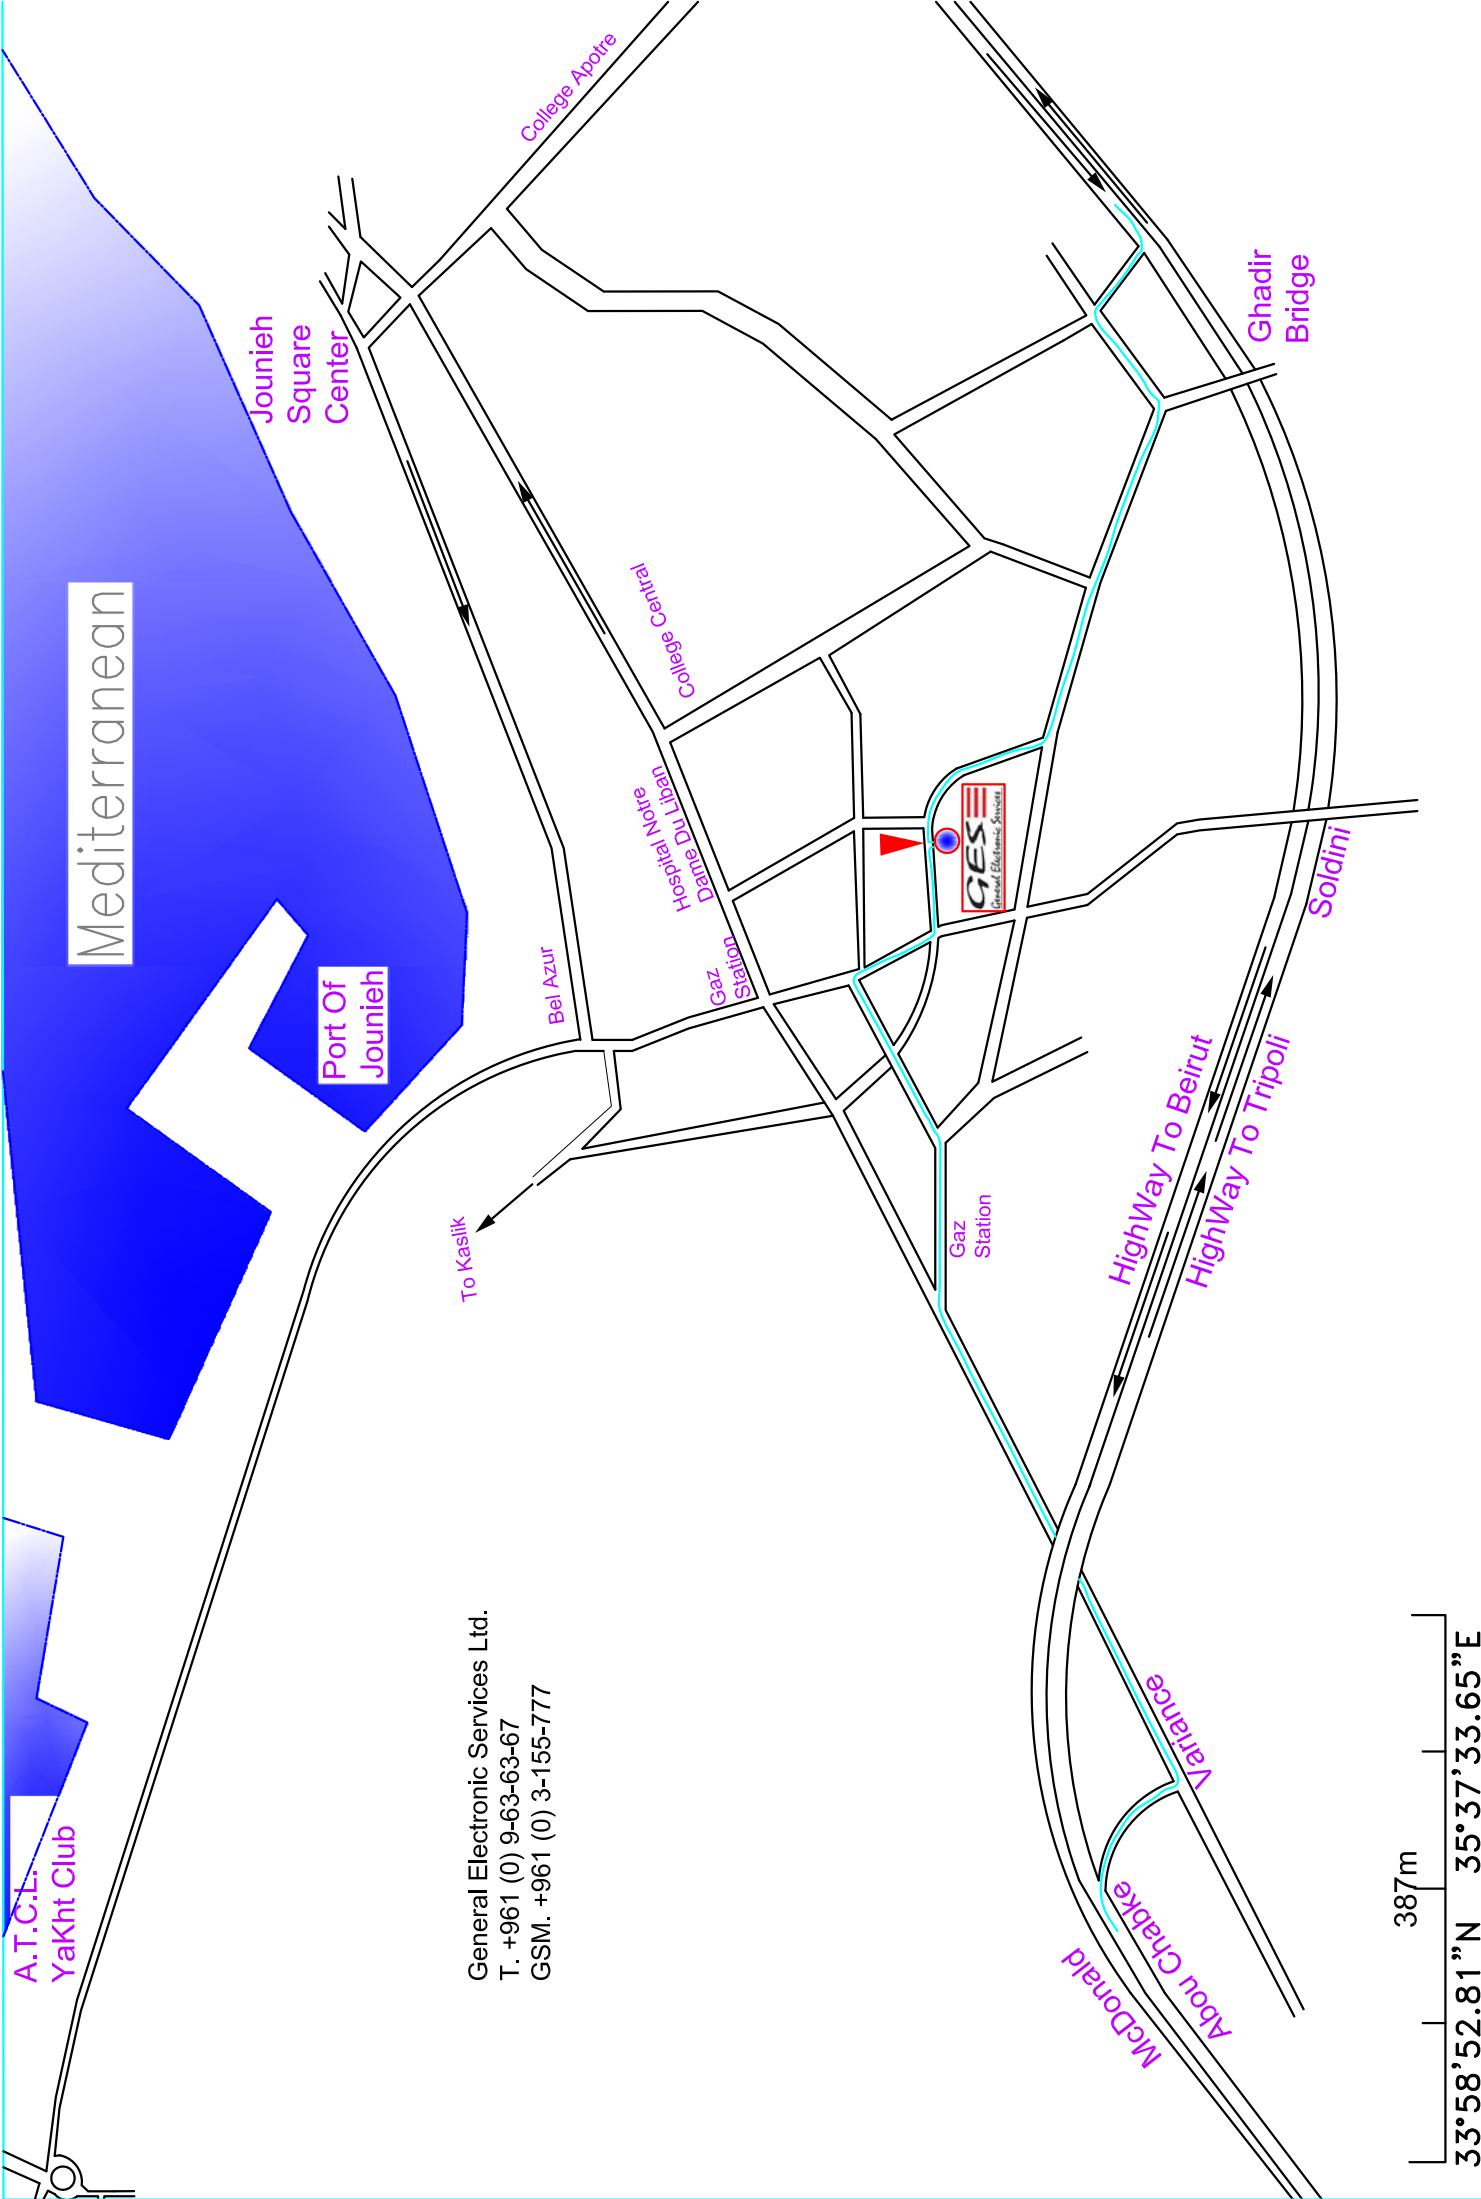 A.T.C.L.
YaKht Club
Mediterranean
Port Of
Jounieh
Jounieh
Square
Center
College Apotre
To Kaslik
Bel Azur
Gaz
Station
Hospital Notre
Dame Du Liban
College Central
General Electronic Services Ltd.
T. +961 (0) 9-63-63-67
GSM. +961 (0) 3-155-777
Gaz
Station
GES
General Electronic Services
McDonald
Abou Chabke
Variance
HighWay To Beirut
HighWay To Tripoli
Soldini
Ghadir
Bridge
387m
33°58'52.81"N 35°37'33.65"E